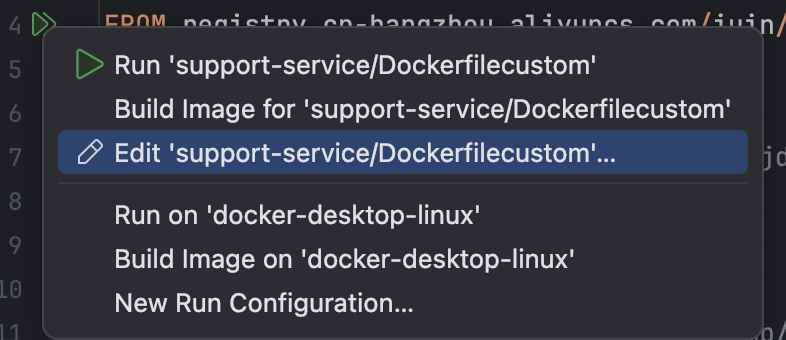 4 FROM registry.cn-hangzhou.aliyuncs.com/juin/
5 Run 'support-service/Dockerfilecustom'
6 Build Image for 'support-service/Dockerfilecustom'
7 Edit 'support-service/Dockerfilecustom'... jd
8
Run on 'docker-desktop-linux'
9 Build Image on 'docker-desktop-linux'
10 New Run Configuration...
11